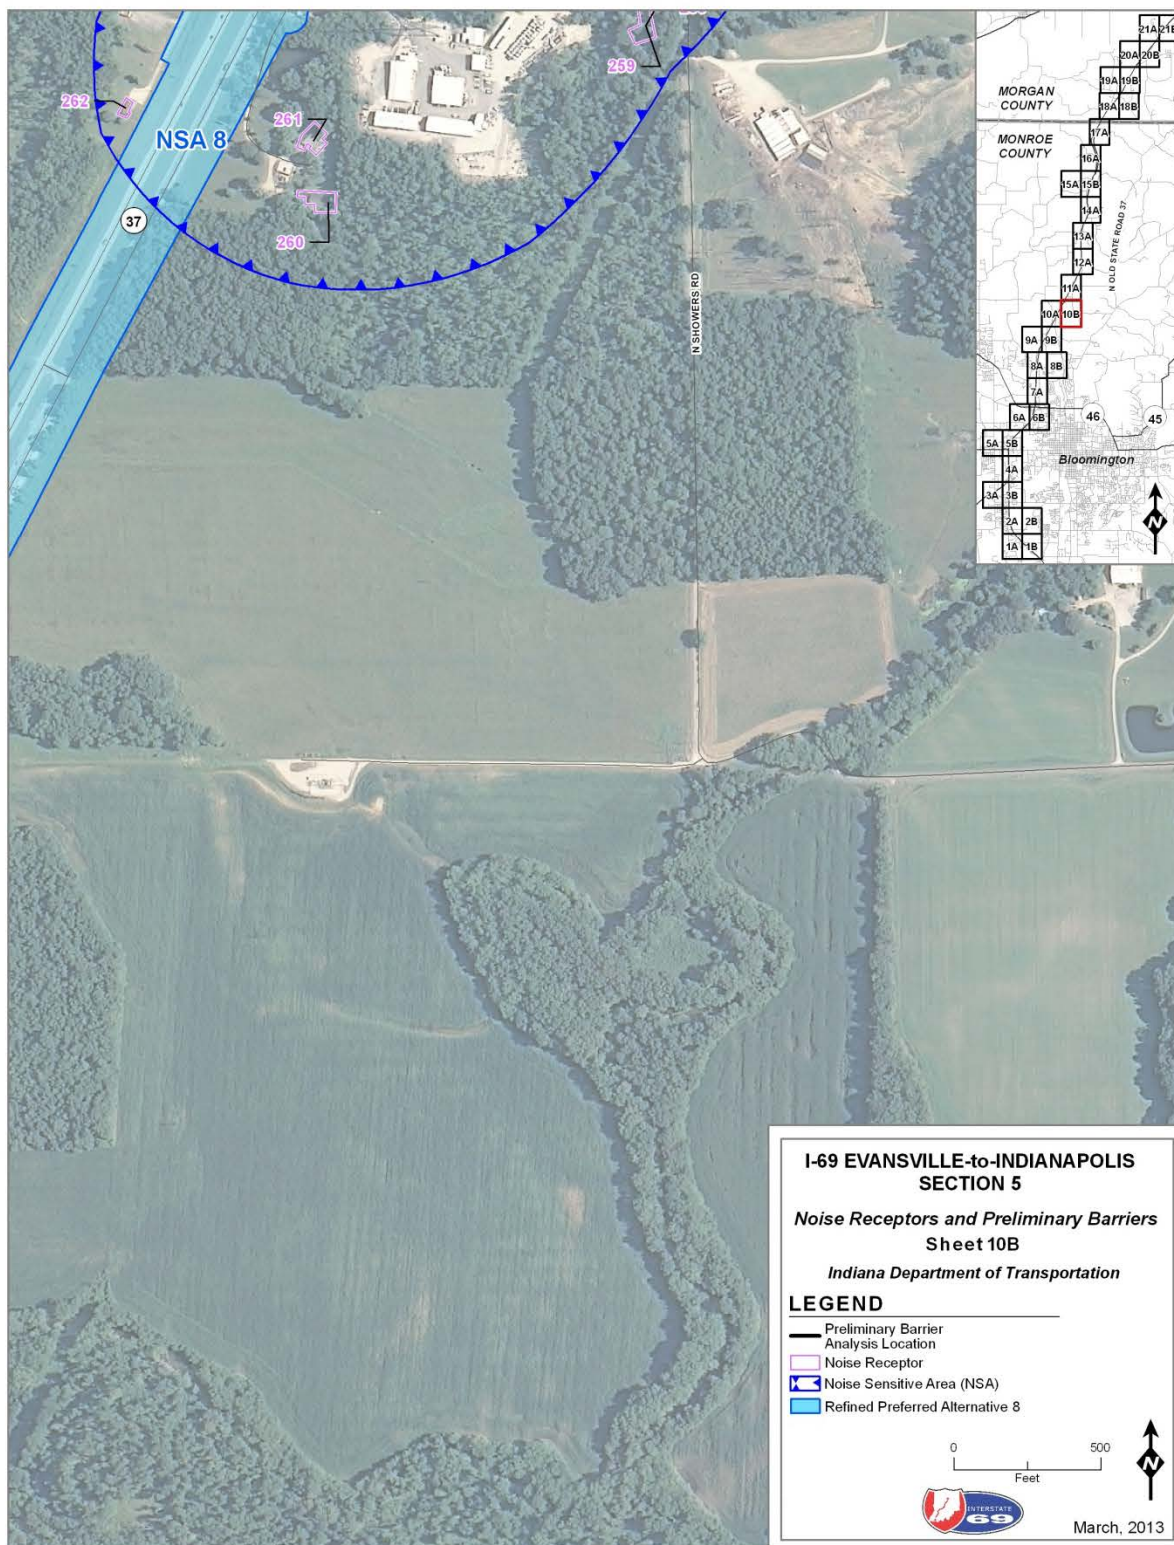 262
NSA 8
261
260
259
37
N SHOWERS RD
21A 21B
20A 20B
19A 19B
18A 18B
MORGAN
COUNTY
17A
MONROE
COUNTY
16A
15A 15B
14A
13A
12A
N OLD STATE ROAD 37
11A
10A 10B
9A 9B
8A 8B
7A
6A 6B
46
45
5A 5B
Bloomington
4A
3A 3B
2A 2B
1A 1B
N
I-69 EVANSVILLE-to-INDIANAPOLIS
SECTION 5
Noise Receptors and Preliminary Barriers
Sheet 10B
Indiana Department of Transportation
LEGEND
Preliminary Barrier
Analysis Location
Noise Receptor
Noise Sensitive Area (NSA)
Refined Preferred Alternative 8
0 500
Feet
N
INTERSTATE
69
March, 2013